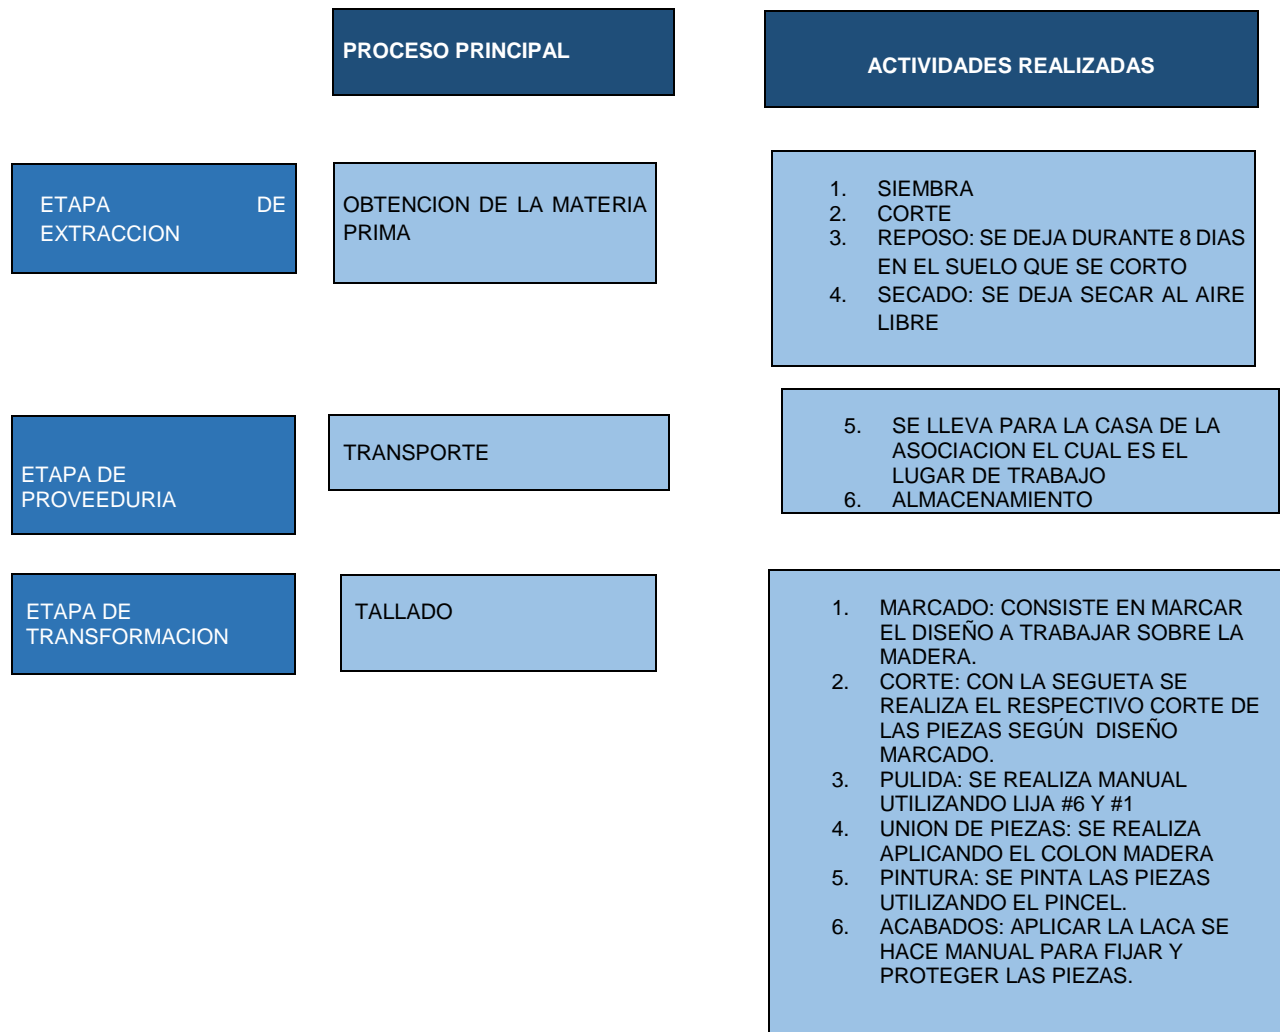 PROCESO PRINCIPAL
ACTIVIDADES REALIZADAS
ETAPA DE
EXTRACCION
OBTENCION DE LA MATERIA
PRIMA
1. SIEMBRA
2. CORTE
3. REPOSO: SE DEJA DURANTE 8 DIAS
EN EL SUELO QUE SE CORTO
4. SECADO: SE DEJA SECAR AL AIRE
LIBRE
ETAPA DE
PROVEEDURIA
TRANSPORTE
5. SE LLEVA PARA LA CASA DE LA
ASOCIACION EL CUAL ES EL
LUGAR DE TRABAJO
6. ALMACENAMIENTO
ETAPA DE
TRANSFORMACION
TALLADO
1. MARCADO: CONSISTE EN MARCAR
EL DISEÑO A TRABAJAR SOBRE LA
MADERA.
2. CORTE: CON LA SEGUETA SE
REALIZA EL RESPECTIVO CORTE DE
LAS PIEZAS SEGÚN DISEÑO
MARCADO.
3. PULIDA: SE REALIZA MANUAL
UTILIZANDO LIJA #6 Y #1
4. UNION DE PIEZAS: SE REALIZA
APLICANDO EL COLON MADERA
5. PINTURA: SE PINTA LAS PIEZAS
UTILIZANDO EL PINCEL.
6. ACABADOS: APLICAR LA LACA SE
HACE MANUAL PARA FIJAR Y
PROTEGER LAS PIEZAS.